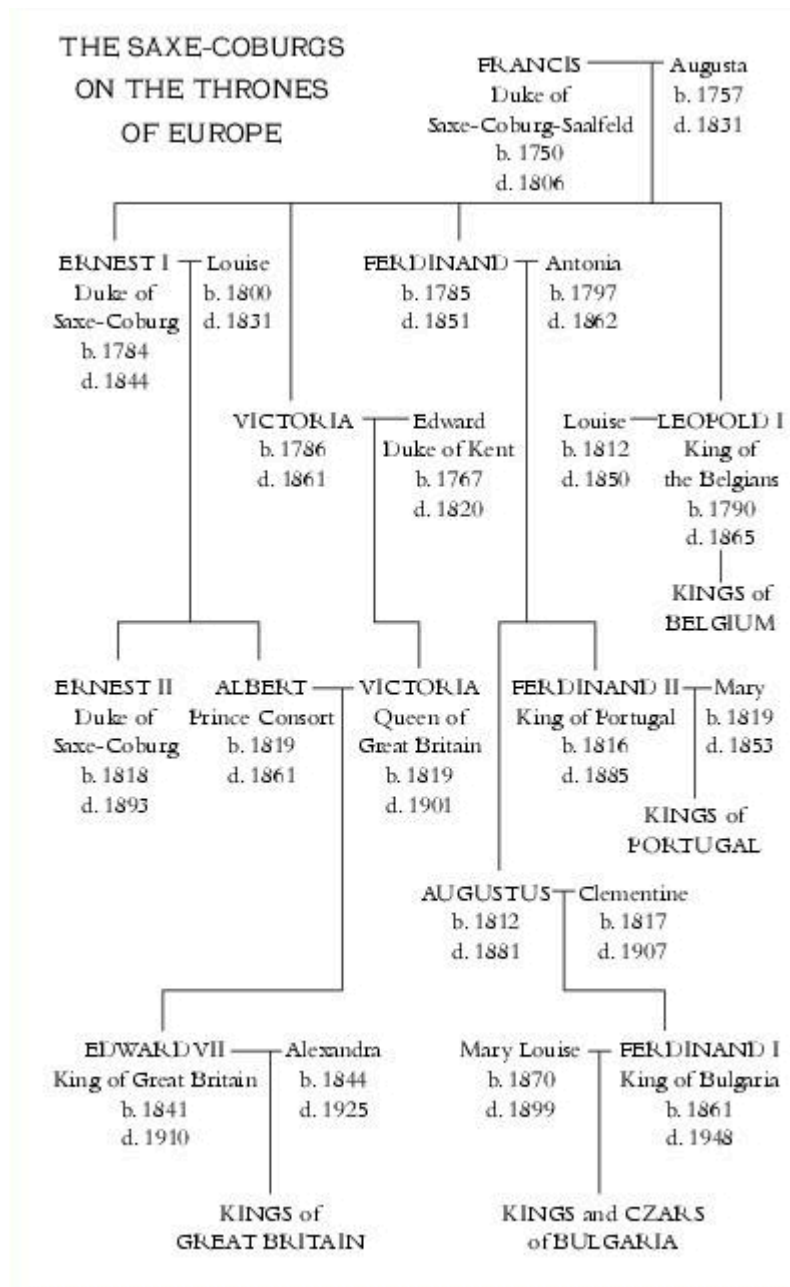 THE SAXE-COBURGS
ON THE THRONES
OF EUROPE
FRANCIS
Duke of
Saxe-Coburg-Saalfeld
b. 1750
d. 1806
Augusta
b. 1757
d. 1831
ERNEST I
Duke of
Saxe-Coburg
b. 1784
d. 1844
Louise
b. 1800
d. 1831
FERDINAND
b. 1785
d. 1851
Antonia
b. 1797
d. 1862
VICTORIA
b. 1786
d. 1861
Edward
Duke of Kent
b. 1767
d. 1820
Louise
b. 1812
d. 1850
LEOPOLD I
King of
the Belgians
b. 1790
d. 1865
KINGS of
BELGIUM
ERNEST II
Duke of
Saxe-Coburg
b. 1818
d. 1893
ALBERT
Prince Consort
b. 1819
d. 1861
VICTORIA
Queen of
Great Britain
b. 1819
d. 1901
FERDINAND II
King of Portugal
b. 1816
d. 1885
Mary
b. 1819
d. 1853
KINGS of
PORTUGAL
AUGUSTUS
b. 1812
d. 1881
Clementine
b. 1817
d. 1907
EDWARD VII
King of Great Britain
b. 1841
d. 1910
Alexandra
b. 1844
d. 1925
Mary Louise
b. 1870
d. 1899
FERDINAND I
King of Bulgaria
b. 1861
d. 1948
KINGS of
GREAT BRITAIN
KINGS and CZARS
of BULGARIA